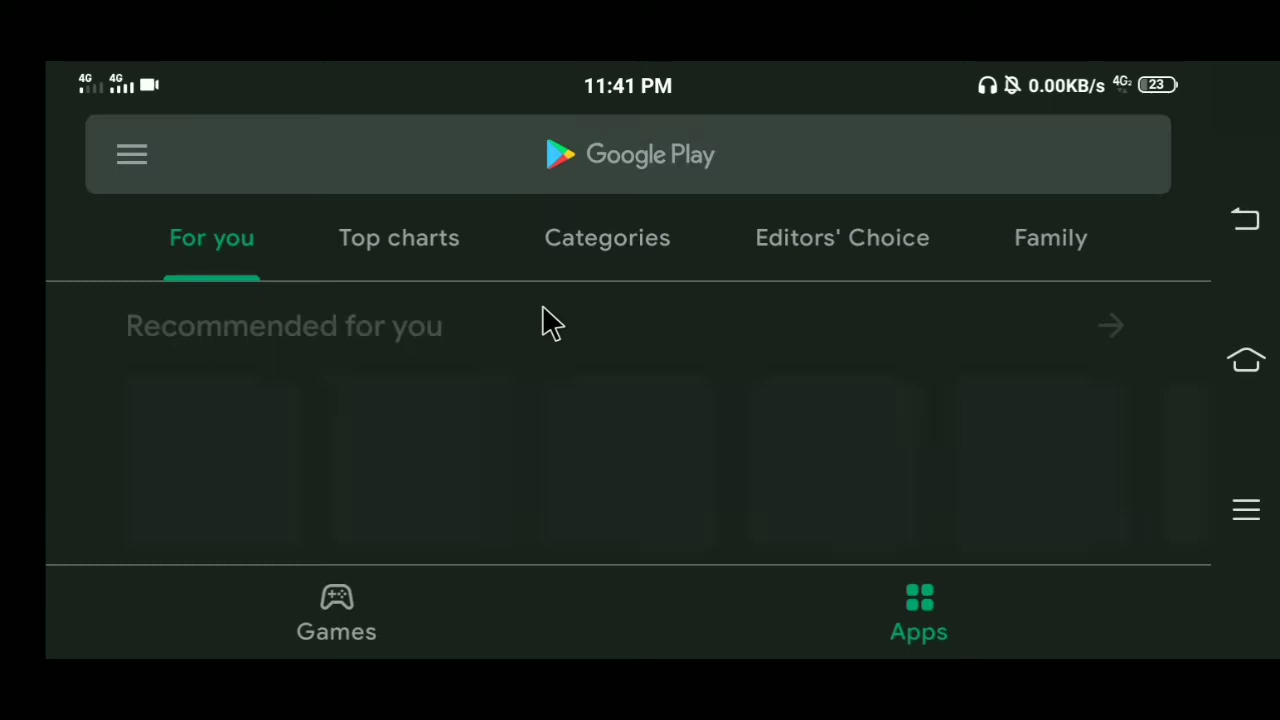 4G 4G 11:41 PM 0.00KB/s 4G2 23
Google Play
For you Top charts Categories Editors' Choice Family
Recommended for you
Games Apps